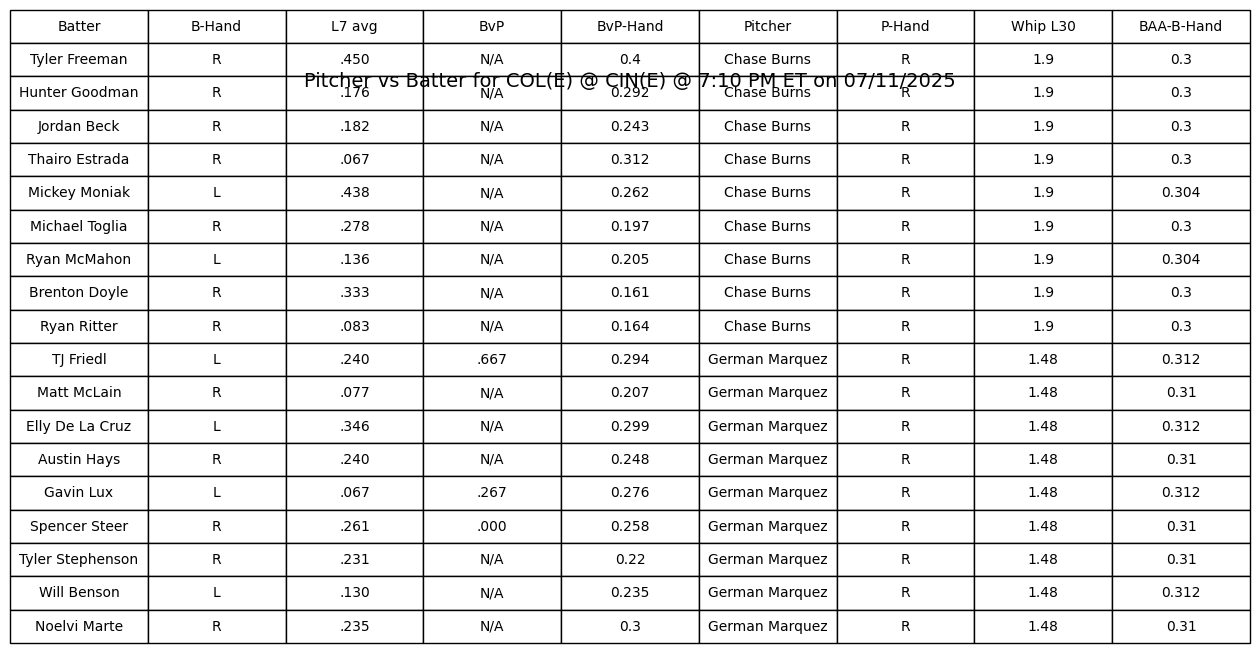 Batter B-Hand L7 avg BvP BvP-Hand Pitcher P-Hand Whip L30 BAA-B-Hand
Tyler Freeman R .450 N/A 0.4 Chase Burns R 1.9 0.3
Pitcher vs Batter for COL(E) @ CIN(E) @ 7:10 PM ET on 07/11/2025
Hunter Goodman R .176 N/A 0.292 Chase Burns R 1.9 0.3
Jordan Beck R .182 N/A 0.243 Chase Burns R 1.9 0.3
Thairo Estrada R .067 N/A 0.312 Chase Burns R 1.9 0.3
Mickey Moniak L .438 N/A 0.262 Chase Burns R 1.9 0.304
Michael Toglia R .278 N/A 0.197 Chase Burns R 1.9 0.3
Ryan McMahon L .136 N/A 0.205 Chase Burns R 1.9 0.304
Brenton Doyle R .333 N/A 0.161 Chase Burns R 1.9 0.3
Ryan Ritter R .083 N/A 0.164 Chase Burns R 1.9 0.3
TJ Friedl L .240 .667 0.294 German Marquez R 1.48 0.312
Matt McLain R .077 N/A 0.207 German Marquez R 1.48 0.31
Elly De La Cruz L .346 N/A 0.299 German Marquez R 1.48 0.312
Austin Hays R .240 N/A 0.248 German Marquez R 1.48 0.31
Gavin Lux L .067 .267 0.276 German Marquez R 1.48 0.312
Spencer Steer R .261 .000 0.258 German Marquez R 1.48 0.31
Tyler Stephenson R .231 N/A 0.22 German Marquez R 1.48 0.31
Will Benson L .130 N/A 0.235 German Marquez R 1.48 0.312
Noelvi Marte R .235 N/A 0.3 German Marquez R 1.48 0.31